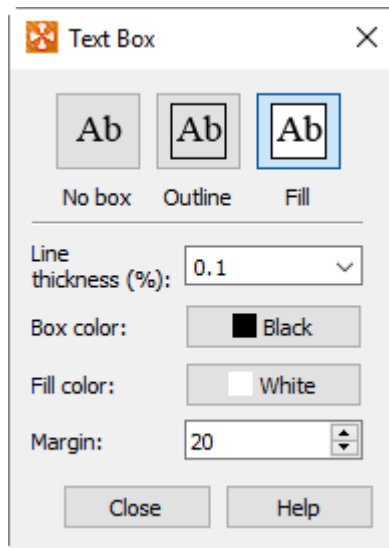 Text Box
Ab Ab Ab
No box Outline Fill
Line
thickness (%): 0.1
Box color: Black
Fill color: White
Margin: 20
Close Help